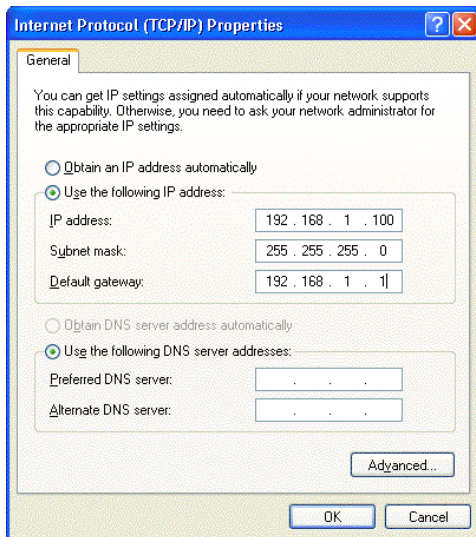 Internet Protocol (TCP/IP) Properties
General
You can get IP settings assigned automatically if your network supports
this capability. Otherwise, you need to ask your network administrator for
the appropriate IP settings.
Obtain an IP address automatically
Use the following IP address:
IP address: 192 . 168 . 1 . 100
Subnet mask: 255 . 255 . 255 . 0
Default gateway: 192 . 168 . 1 . 1
Obtain DNS server address automatically
Use the following DNS server addresses:
Preferred DNS server: . . .
Alternate DNS server: . . .
Advanced...
OK Cancel